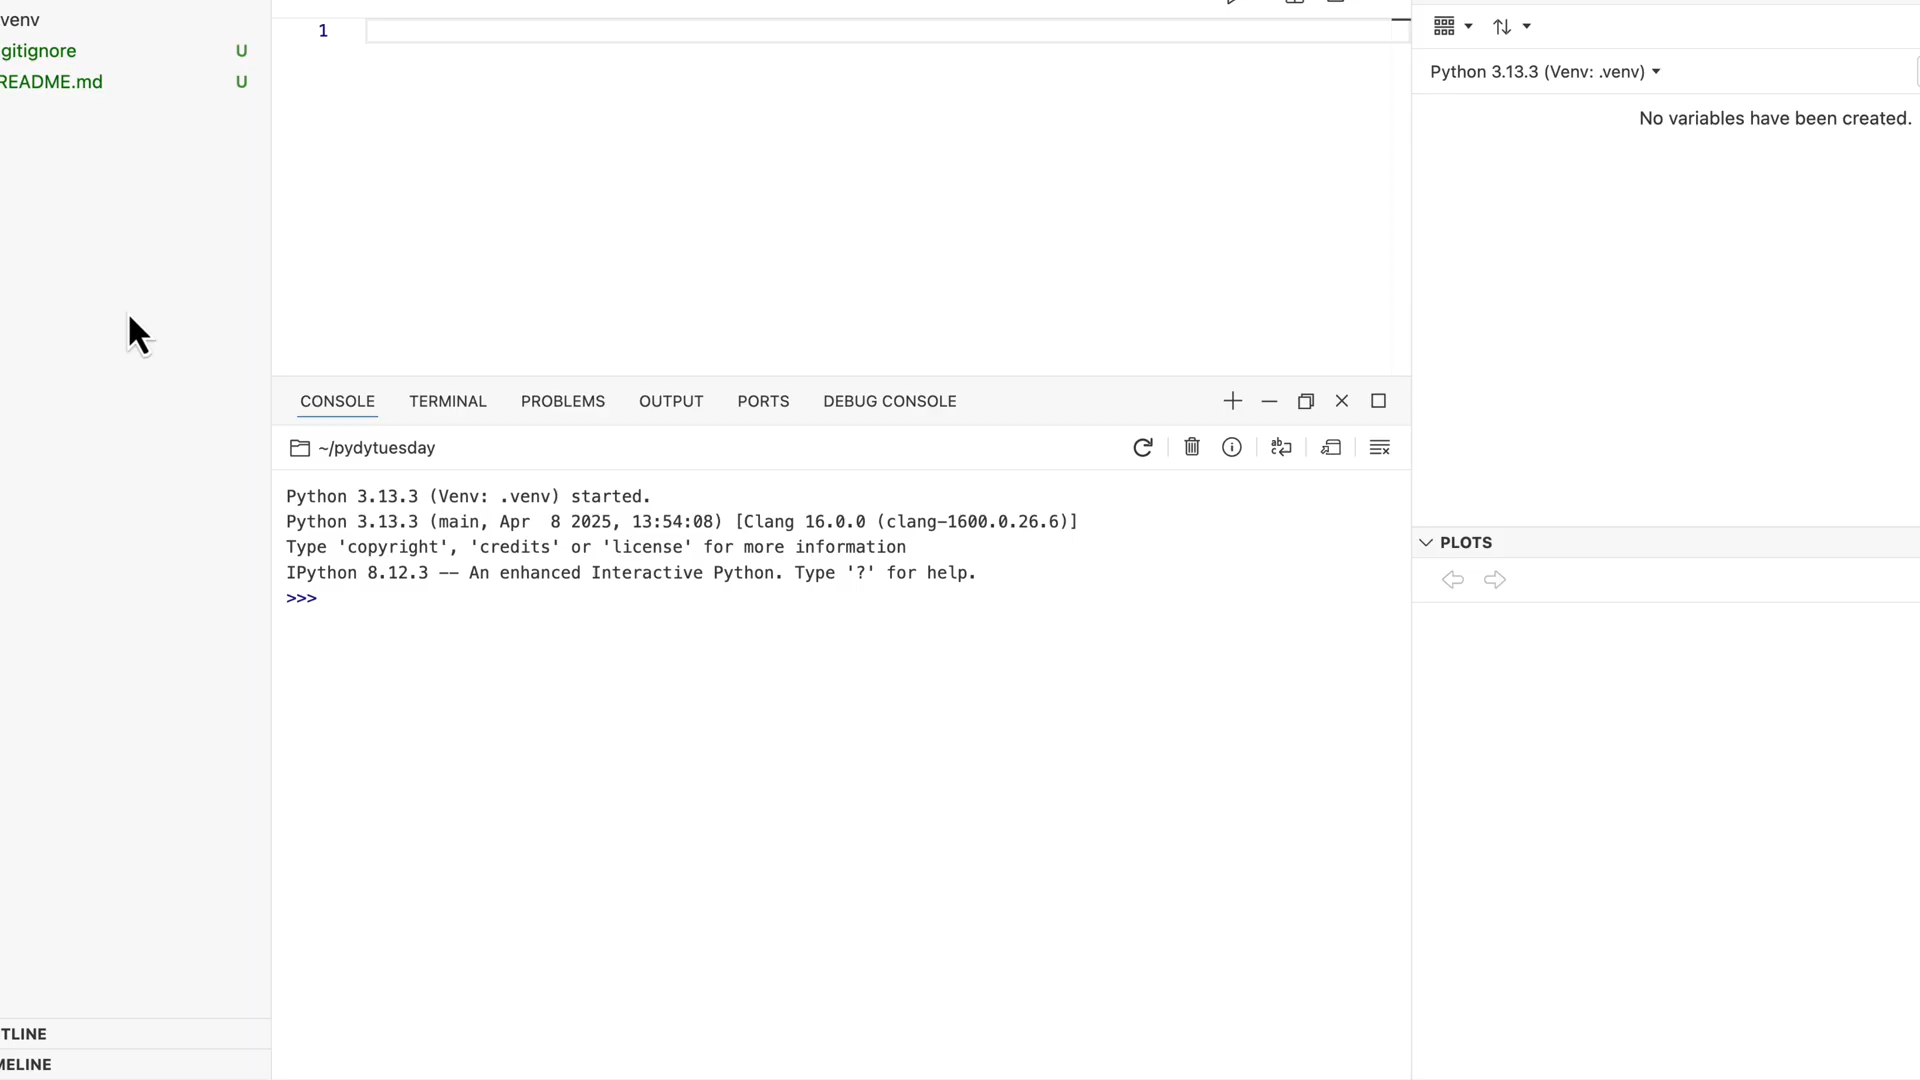 venv
gitignore U
README.md U
1
Python 3.13.3 (Venv: .venv)
No variables have been created.
CONSOLE TERMINAL PROBLEMS OUTPUT PORTS DEBUG CONSOLE
~/pydytuesday
Python 3.13.3 (Venv: .venv) started.
Python 3.13.3 (main, Apr  8 2025, 13:54:08) [Clang 16.0.0 (clang-1600.0.26.6)]
Type 'copyright', 'credits' or 'license' for more information
IPython 8.12.3 -- An enhanced Interactive Python. Type '?' for help.
>>>
PLOTS
TLINE
MELINE